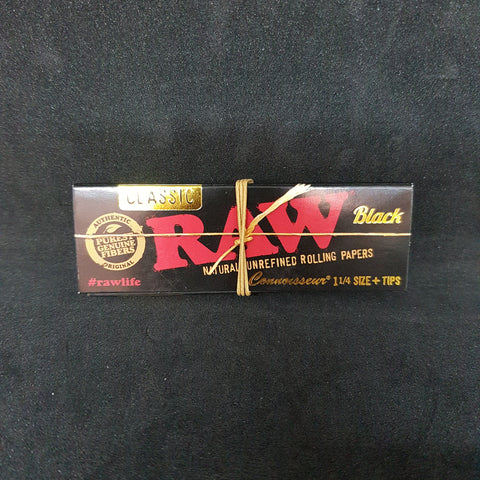 CLASSIC
AUTHENTIC
PUREST
GENUINE
FIBERS
ORIGINAL
RAW
Black
NATURAL UNREFINED ROLLING PAPERS
#rawlife
Connoisseur® 1 1/4 SIZE + TIPS